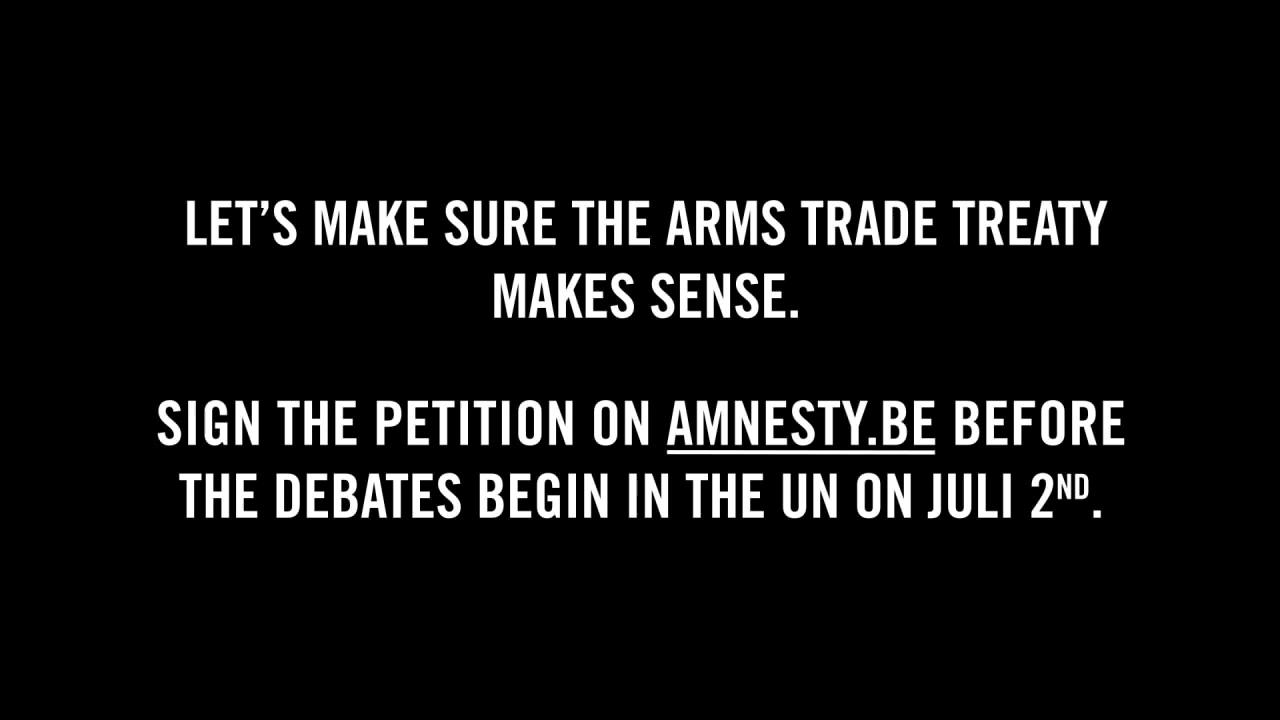 LET’S MAKE SURE THE ARMS TRADE TREATY
MAKES SENSE.
SIGN THE PETITION ON AMNESTY.BE BEFORE
THE DEBATES BEGIN IN THE UN ON JULI 2ND.